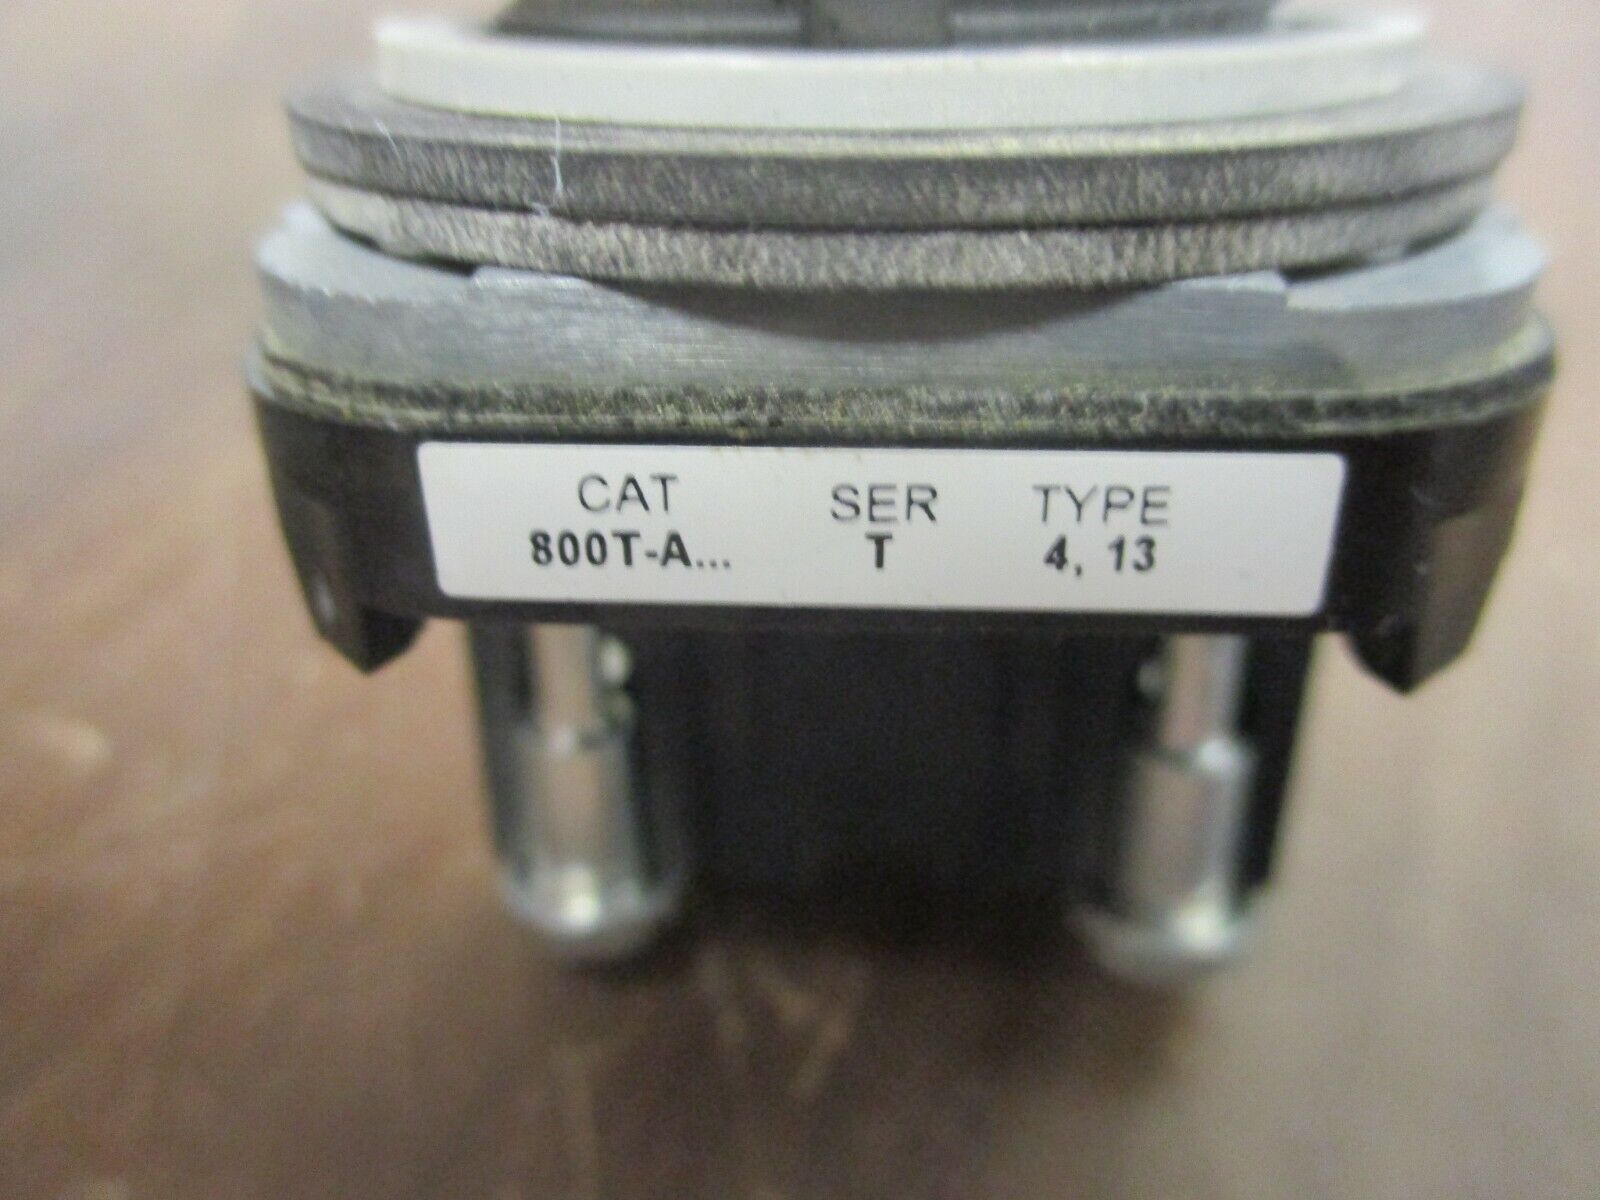 CAT SER TYPE
800T-A... T 4, 13